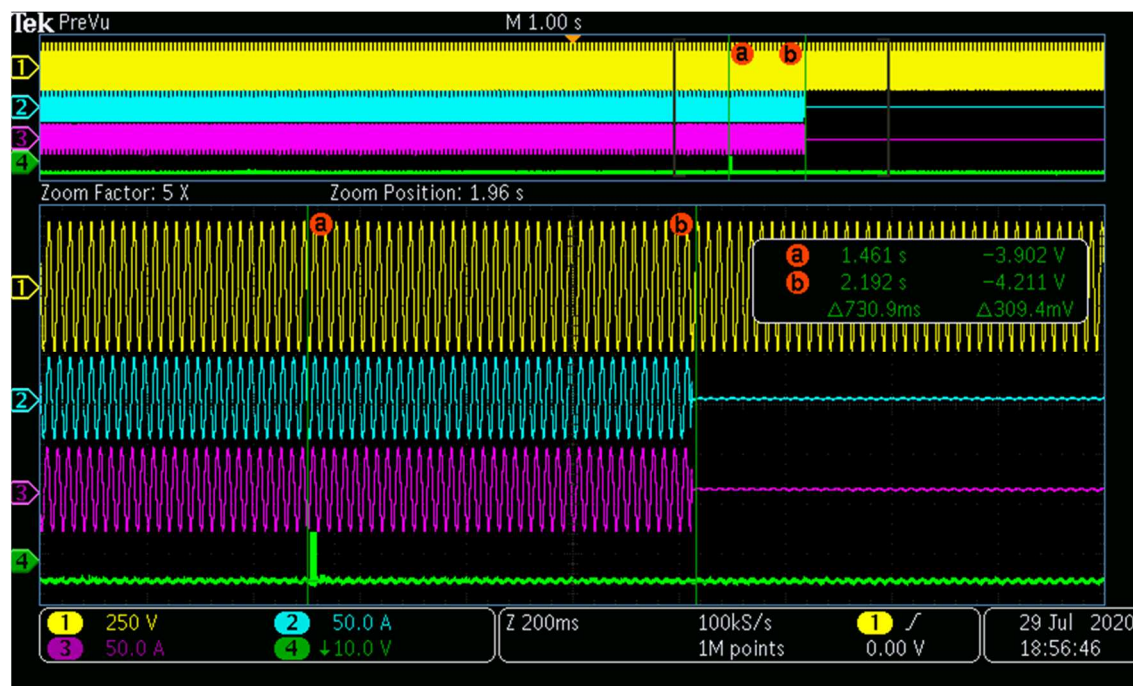 Tek PreVu M 1.00 s
a b
1
2
3
4
Zoom Factor: 5 X Zoom Position: 1.96 s
a b
a 1.461 s −3.902 V
b 2.192 s −4.211 V
△730.9ms △309.4mV
1
2
3
4
1 250 V 2 50.0 A Z 200ms 100kS/s 1 29 Jul 2020
3 50.0 A 4 ↓10.0 V 1M points 0.00 V 18:56:46